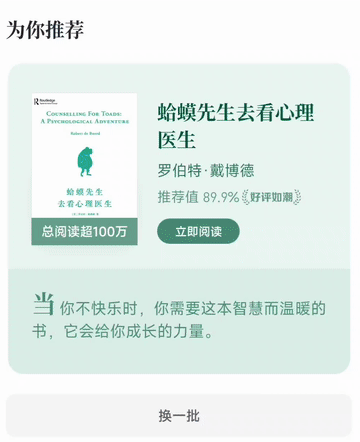 为你推荐
Routledge
COUNSELLING FOR TOADS:
A PSYCHOLOGICAL ADVENTURE
Robert de Board
蛤蟆先生
去看心理医生
总阅读超100万
蛤蟆先生去看心理
医生
罗伯特·戴博德
推荐值 89.9% 好评如潮
立即阅读
当你不快乐时，你需要这本智慧而温暖的
书，它会给你成长的力量。
换一批